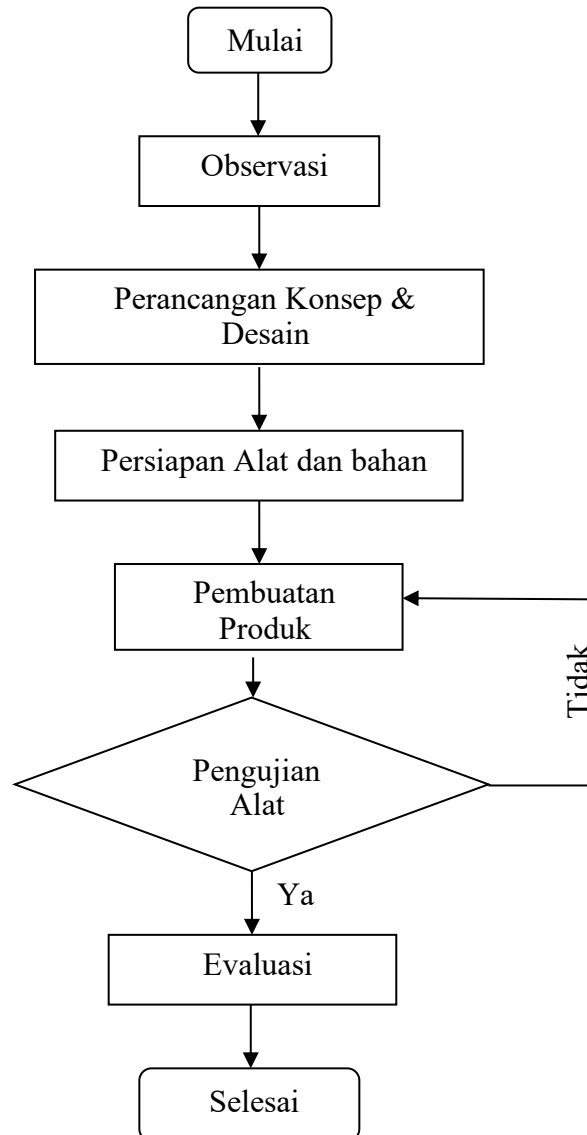 Mulai
Observasi
Perancangan Konsep &
Desain
Persiapan Alat dan bahan
Pembuatan
Produk
Tidak
Pengujian
Alat
Ya
Evaluasi
Selesai